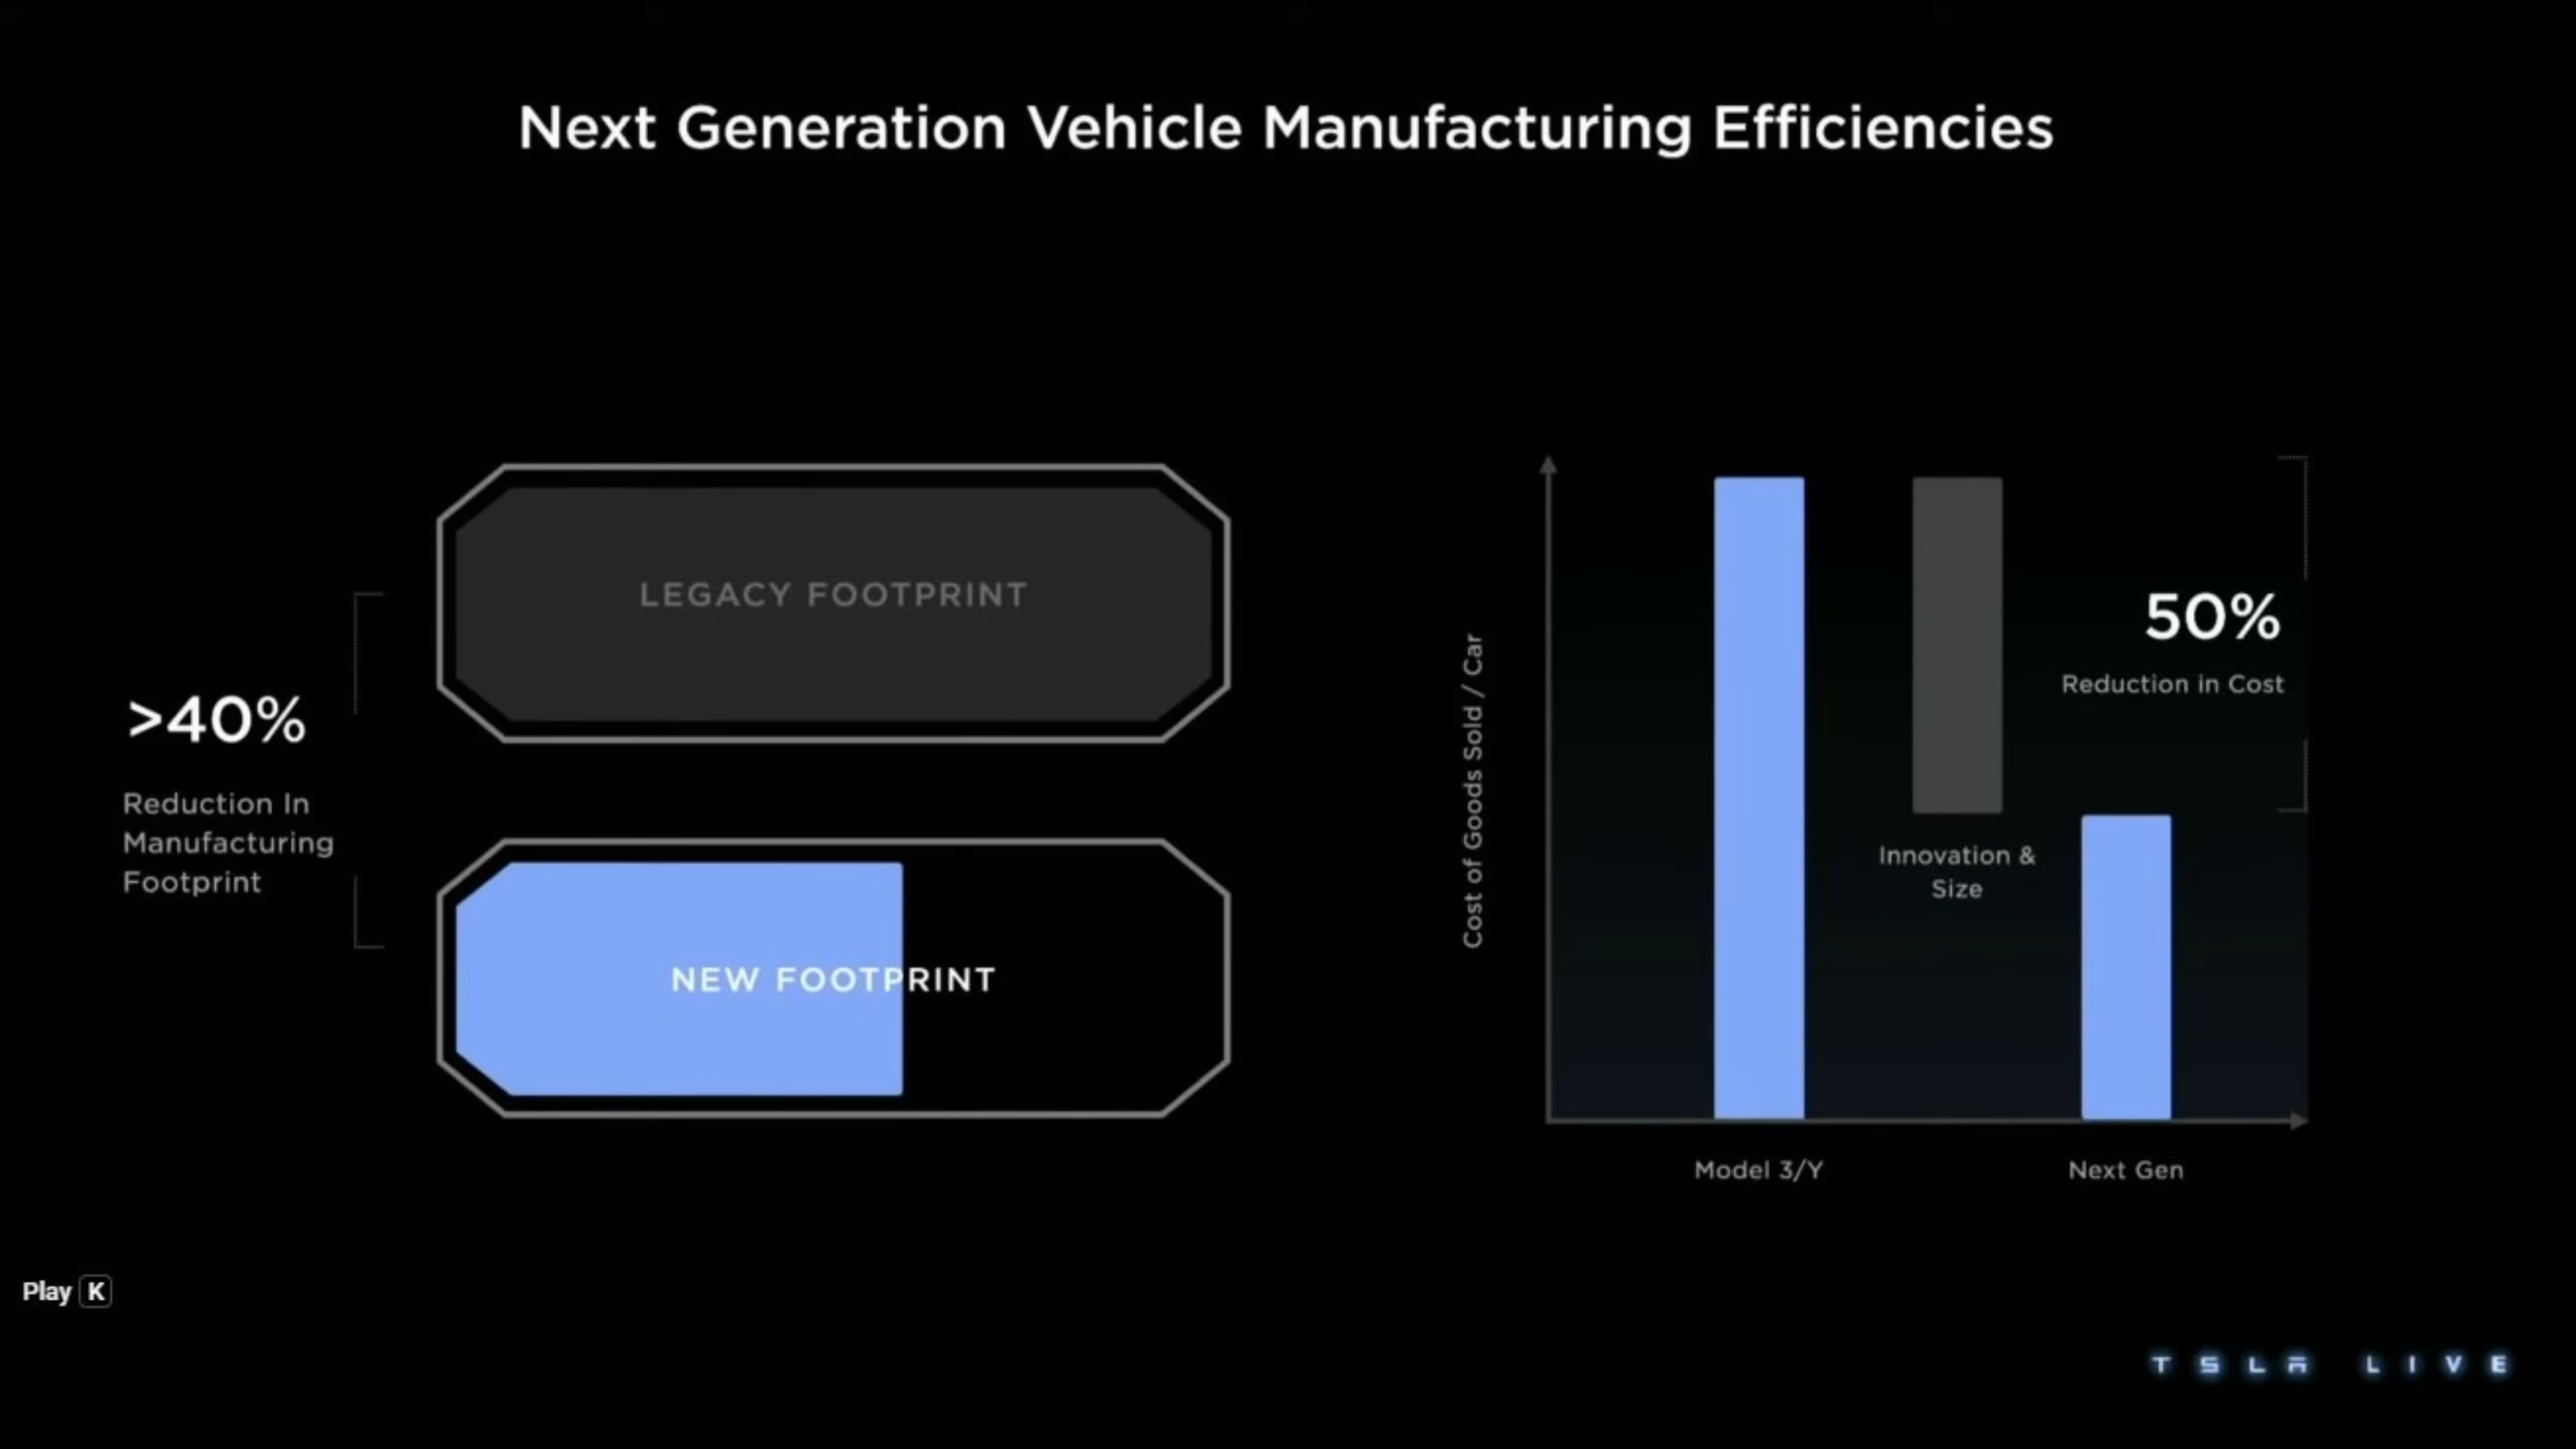 Next Generation Vehicle Manufacturing Efficiencies
LEGACY FOOTPRINT
>40%
Reduction In
Manufacturing
Footprint
NEW FOOTPRINT
Cost of Goods Sold / Car
50%
Reduction in Cost
Innovation &
Size
Model 3/Y
Next Gen
Play K
TSLA LIVE